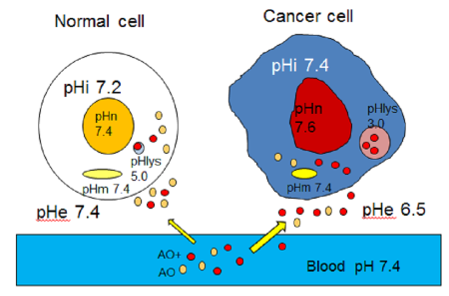 Normal cell
Cancer cell
pHi 7.2
pHn
7.4
pHlys
5.0
pHm 7.4
pHe 7.4
pHi 7.4
pHn
7.6
pHlys
3.0
pHm 7.4
pHe 6.5
AO+
AO
Blood pH 7.4